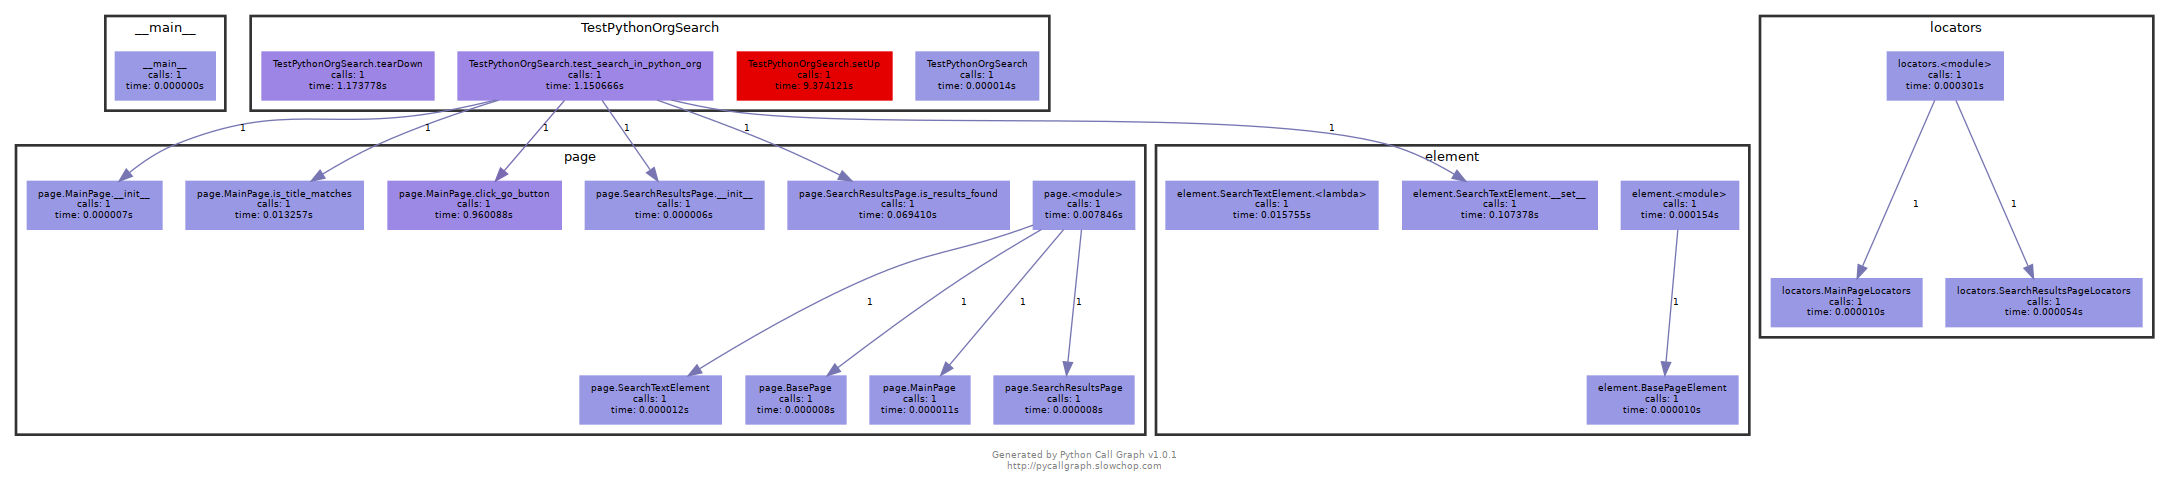 __main__
__main__
calls: 1
time: 0.000000s
TestPythonOrgSearch
TestPythonOrgSearch.tearDown
calls: 1
time: 1.173778s
TestPythonOrgSearch.test_search_in_python_org
calls: 1
time: 1.150666s
TestPythonOrgSearch.setUp
calls: 1
time: 9.374121s
TestPythonOrgSearch
calls: 1
time: 0.000014s
locators
locators.<module>
calls: 1
time: 0.000301s
1
1
1
1
1
1
page
page.MainPage.__init__
calls: 1
time: 0.000007s
page.MainPage.is_title_matches
calls: 1
time: 0.013257s
page.MainPage.click_go_button
calls: 1
time: 0.960088s
page.SearchResultsPage.__init__
calls: 1
time: 0.000006s
page.SearchResultsPage.is_results_found
calls: 1
time: 0.069410s
page.<module>
calls: 1
time: 0.007846s
element
element.SearchTextElement.<lambda>
calls: 1
time: 0.015755s
element.SearchTextElement.__set__
calls: 1
time: 0.107378s
element.<module>
calls: 1
time: 0.000154s
1
1
locators.MainPageLocators
calls: 1
time: 0.000010s
locators.SearchResultsPageLocators
calls: 1
time: 0.000054s
1
1
1
1
1
page.SearchTextElement
calls: 1
time: 0.000012s
page.BasePage
calls: 1
time: 0.000008s
page.MainPage
calls: 1
time: 0.000011s
page.SearchResultsPage
calls: 1
time: 0.000008s
element.BasePageElement
calls: 1
time: 0.000010s
Generated by Python Call Graph v1.0.1
http://pycallgraph.slowchop.com